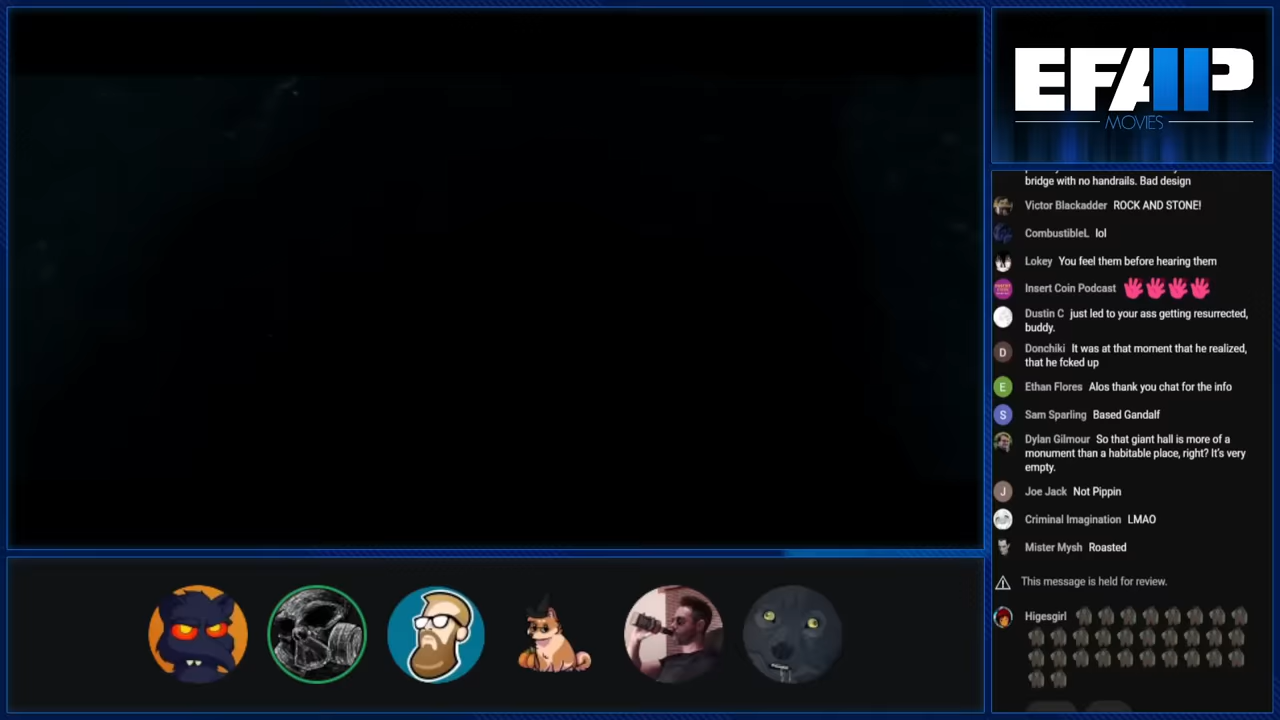 EFAP
MOVIES
bridge with no handrails. Bad design
Victor Blackadder ROCK AND STONE!
CombustibleL lol
Lokey You feel them before hearing them
Insert Coin Podcast
Dustin C just led to your ass getting resurrected,
buddy.
D Donchiki It was at that moment that he realized,
that he fcked up
E Ethan Flores Alos thank you chat for the info
S Sam Sparling Based Gandalf
Dylan Gilmour So that giant hall is more of a
monument than a habitable place, right? It's very
empty.
J Joe Jack Not Pippin
Criminal Imagination LMAO
Mister Mysh Roasted
This message is held for review.
Higesgirl